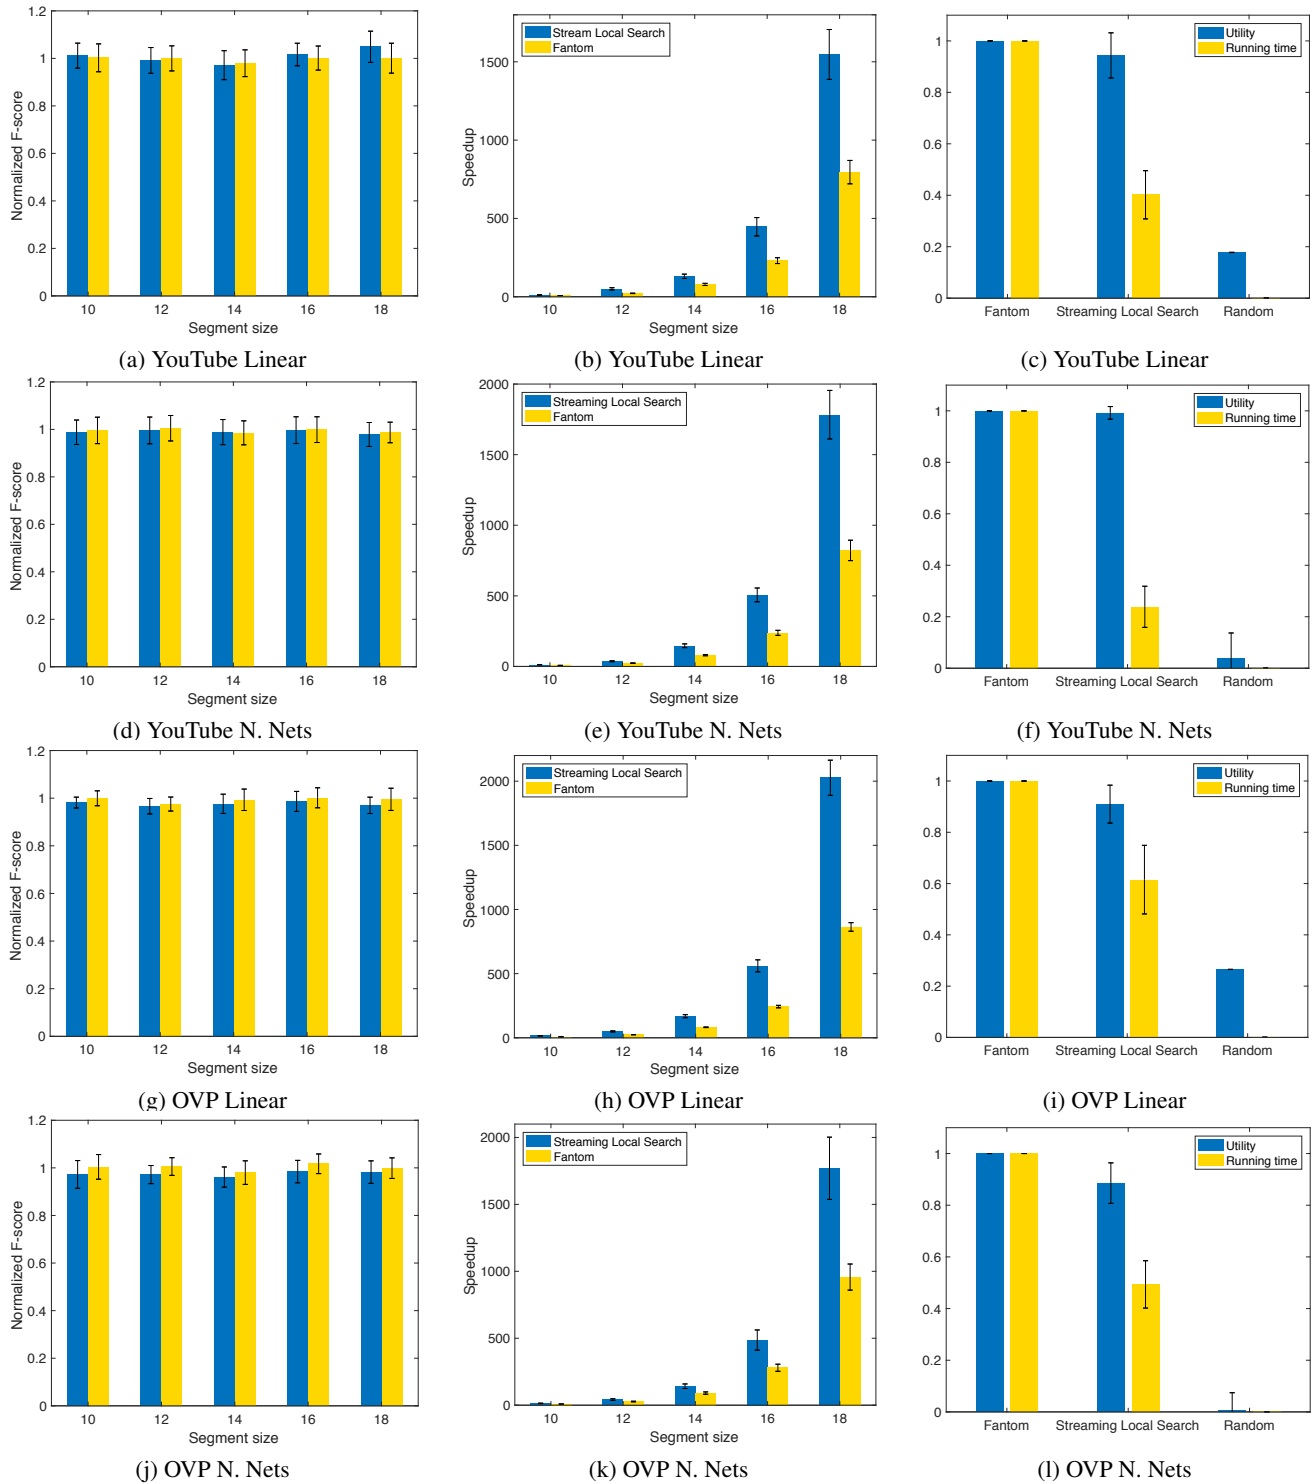 1.2
1
0.8
0.6
0.4
0.2
0
Normalized F-score
10 12 14 16 18
Segment size
(a) YouTube Linear
Stream Local Search
Fantom
1500
1000
500
0
Speedup
10 12 14 16 18
Segment size
(b) YouTube Linear
Utility
Running time
1
0.8
0.6
0.4
0.2
0
Fantom Streaming Local Search Random
(c) YouTube Linear
1.2
1
0.8
0.6
0.4
0.2
0
Normalized F-score
10 12 14 16 18
Segment size
(d) YouTube N. Nets
Streaming Local Search
Fantom
2000
1500
1000
500
0
Speedup
10 12 14 16 18
Segment size
(e) YouTube N. Nets
Utility
Running time
1
0.8
0.6
0.4
0.2
0
Fantom Streaming Local Search Random
(f) YouTube N. Nets
1.2
1
0.8
0.6
0.4
0.2
0
Normalized F-score
10 12 14 16 18
Segment size
(g) OVP Linear
Streaming Local Search
Fantom
2000
1500
1000
500
0
Speedup
10 12 14 16 18
Segment size
(h) OVP Linear
Utility
Running time
1
0.8
0.6
0.4
0.2
0
Fantom Streaming Local Search Random
(i) OVP Linear
1.2
1
0.8
0.6
0.4
0.2
0
Normalized F-score
10 12 14 16 18
Segment size
(j) OVP N. Nets
Streaming Local Search
Fantom
2000
1500
1000
500
0
Speedup
10 12 14 16 18
Segment size
(k) OVP N. Nets
Utility
Running time
1
0.8
0.6
0.4
0.2
0
Fantom Streaming Local Search Random
(l) OVP N. Nets